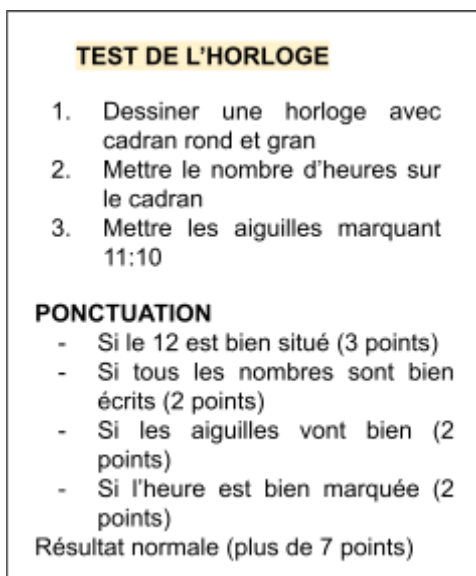 TEST DE L'HORLOGE
1. Dessiner une horloge avec
cadran rond et gran
2. Mettre le nombre d'heures sur
le cadran
3. Mettre les aiguilles marquant
11:10
PONCTUATION
- Si le 12 est bien situé (3 points)
- Si tous les nombres sont bien
écrits (2 points)
- Si les aiguilles vont bien (2
points)
- Si l'heure est bien marquée (2
points)
Résultat normale (plus de 7 points)